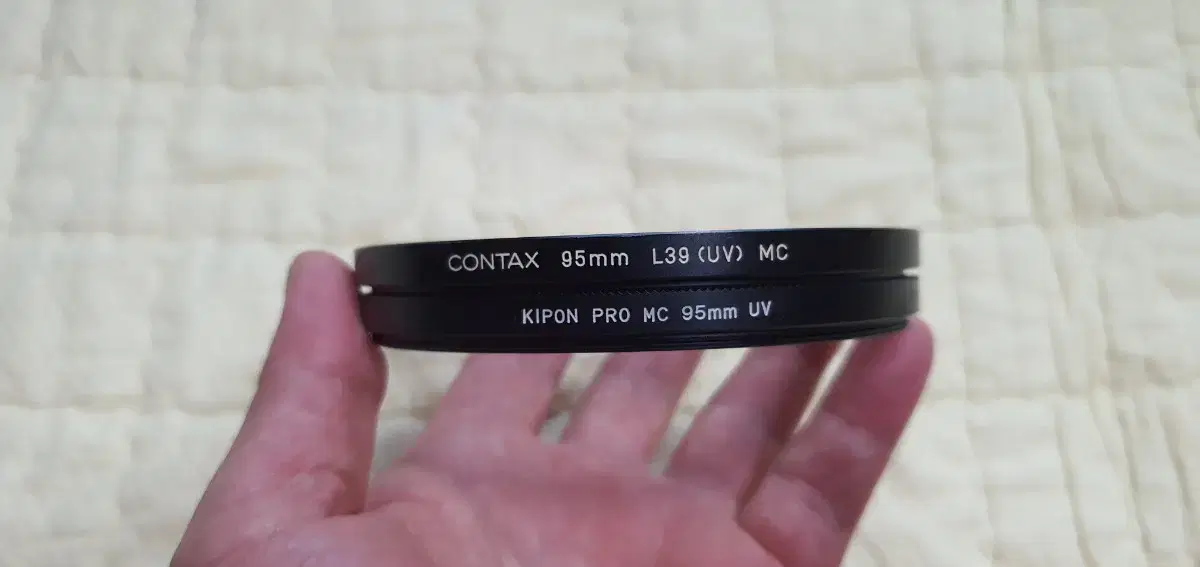 CONTAX 95mm L39 (UV) MC
KIPON PRO MC 95mm UV